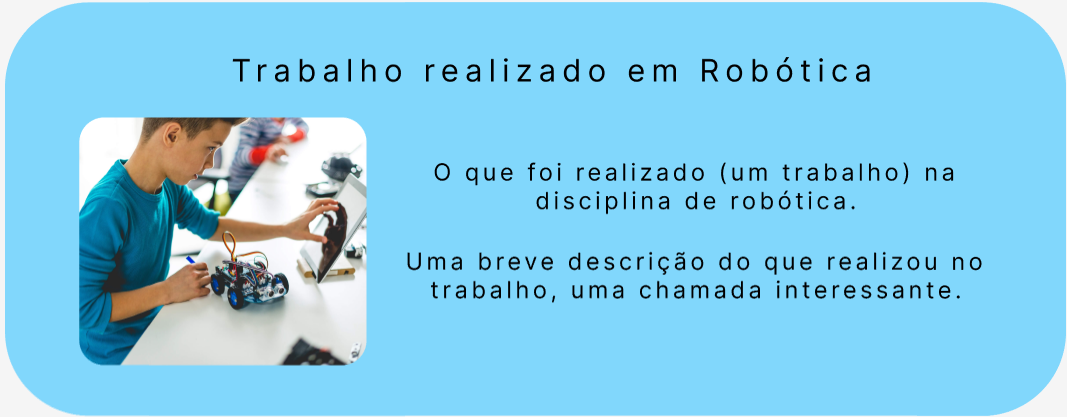 Trabalho realizado em Robótica
O que foi realizado (um trabalho) na
disciplina de robótica.
Uma breve descrição do que realizou no
trabalho, uma chamada interessante.